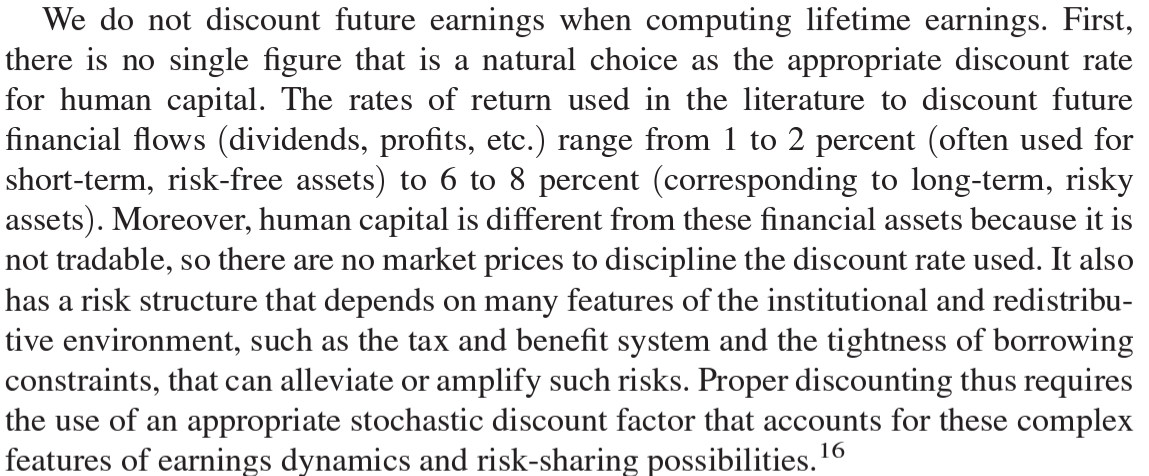 We do not discount future earnings when computing lifetime earnings. First,
there is no single figure that is a natural choice as the appropriate discount rate
for human capital. The rates of return used in the literature to discount future
financial flows (dividends, profits, etc.) range from 1 to 2 percent (often used for
short-term, risk-free assets) to 6 to 8 percent (corresponding to long-term, risky
assets). Moreover, human capital is different from these financial assets because it is
not tradable, so there are no market prices to discipline the discount rate used. It also
has a risk structure that depends on many features of the institutional and redistribu-
tive environment, such as the tax and benefit system and the tightness of borrowing
constraints, that can alleviate or amplify such risks. Proper discounting thus requires
the use of an appropriate stochastic discount factor that accounts for these complex
features of earnings dynamics and risk-sharing possibilities.16